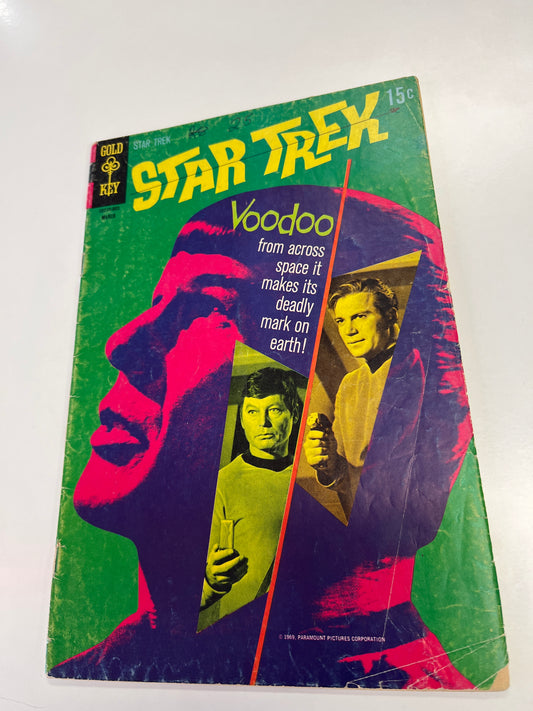 STAR TREK
15¢
GOLD
KEY
STAR TREK
MARCH
Voodoo
from across
space it
makes its
deadly
mark on
earth!
© 1969, PARAMOUNT PICTURES CORPORATION